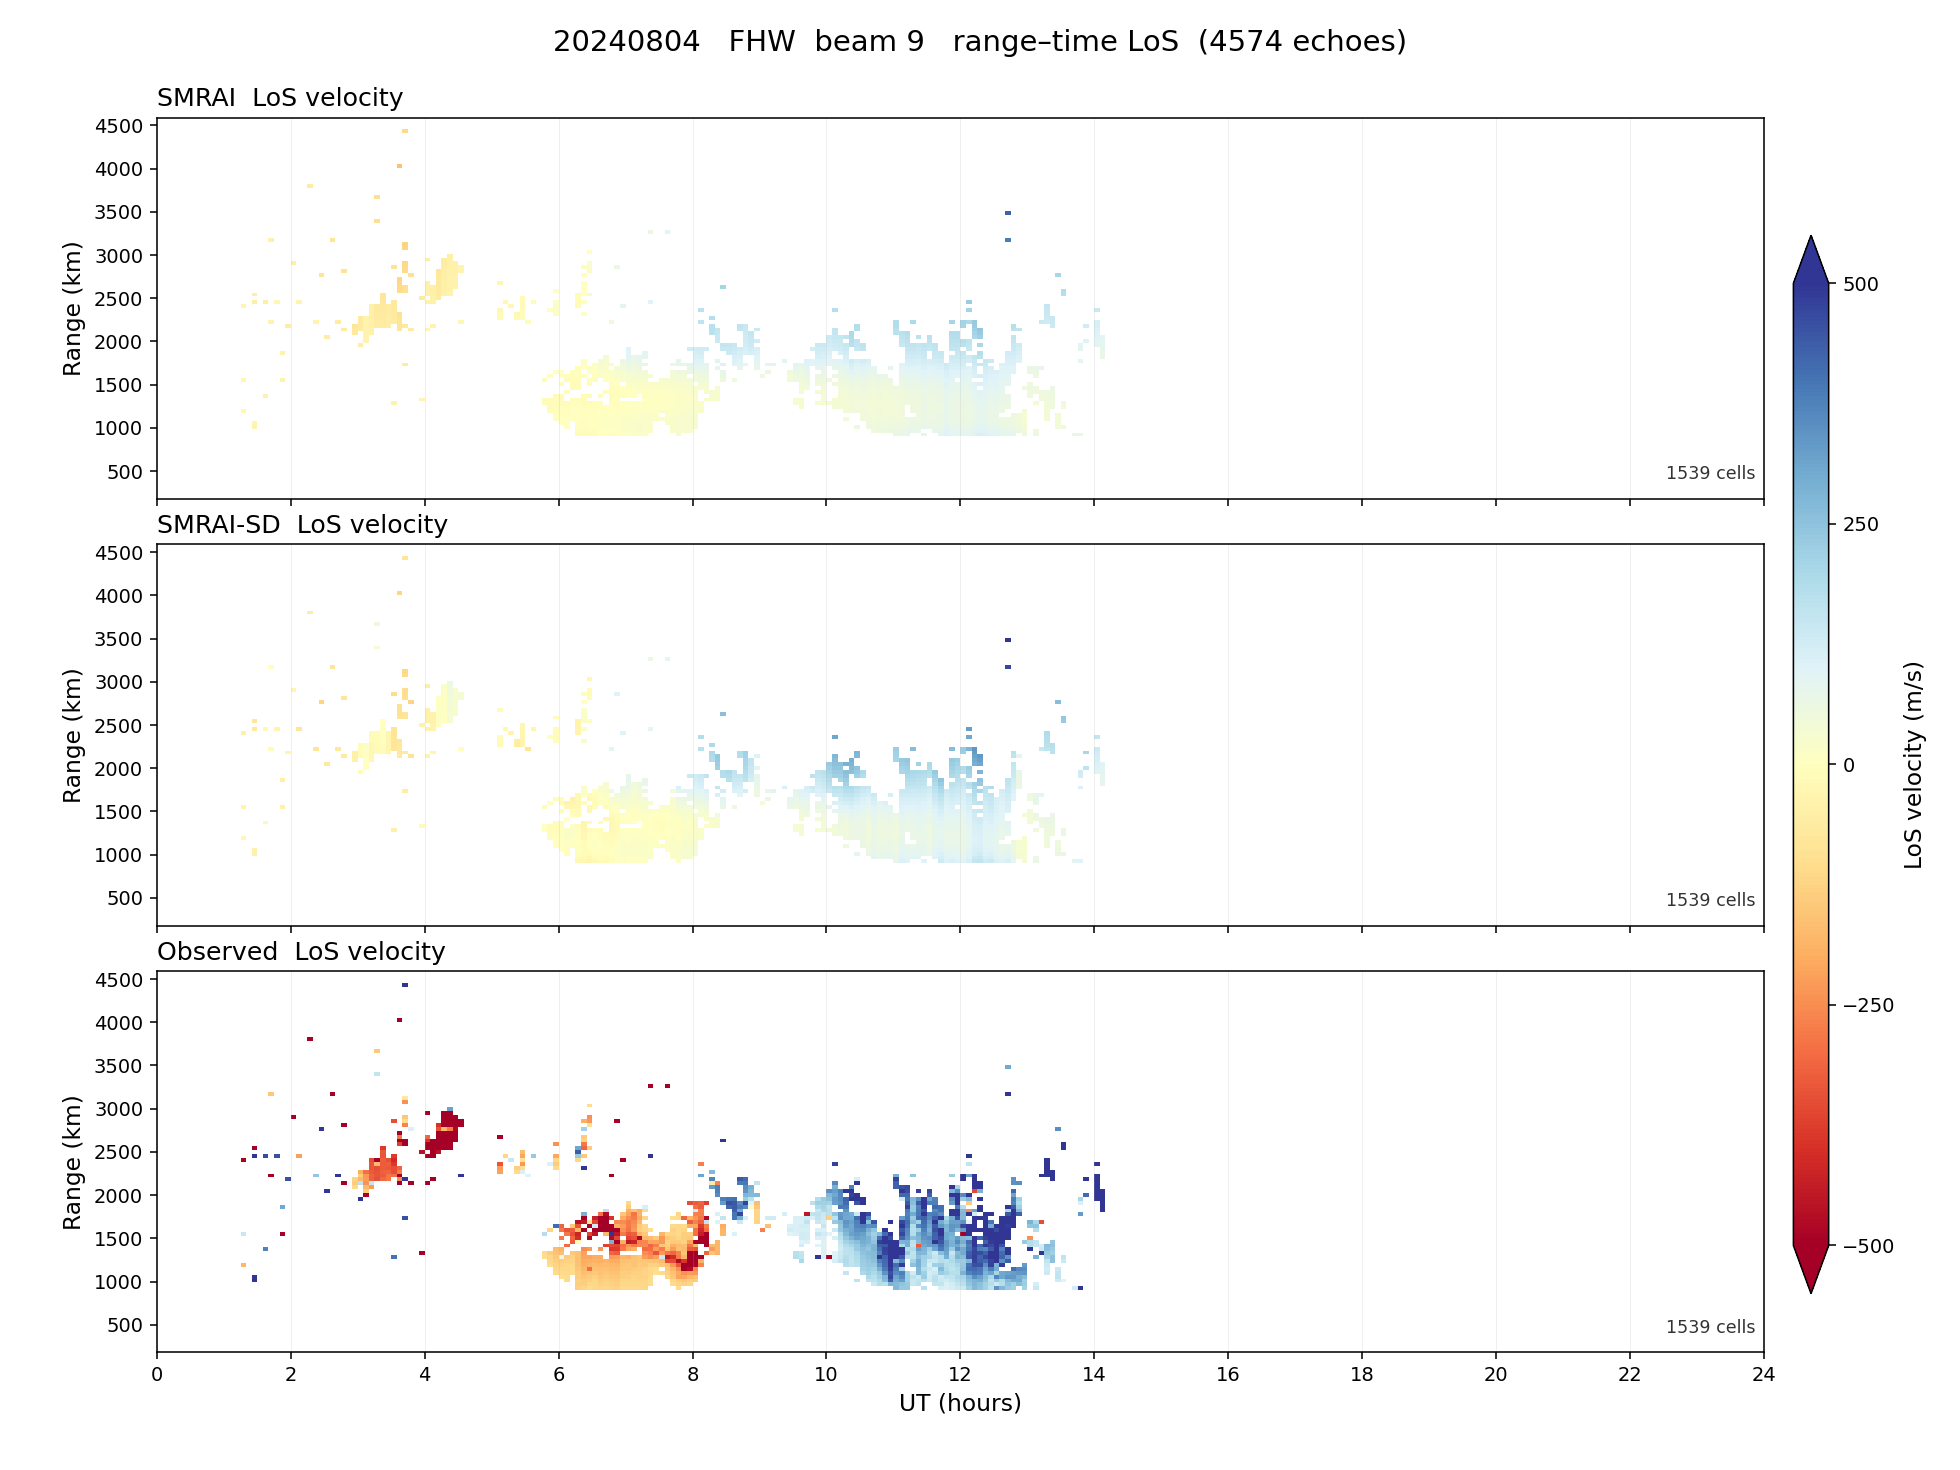 20240804   FHW  beam 9   range–time LoS  (4574 echoes)
SMRAI  LoS velocity
4500
4000
3500
3000
2500
2000
1500
1000
500
Range (km)
1539 cells
SMRAI-SD  LoS velocity
4500
4000
3500
3000
2500
2000
1500
1000
500
Range (km)
1539 cells
Observed  LoS velocity
4500
4000
3500
3000
2500
2000
1500
1000
500
Range (km)
1539 cells
0 2 4 6 8 10 12 14 16 18 20 22 24
UT (hours)
500
250
0
−250
−500
LoS velocity (m/s)